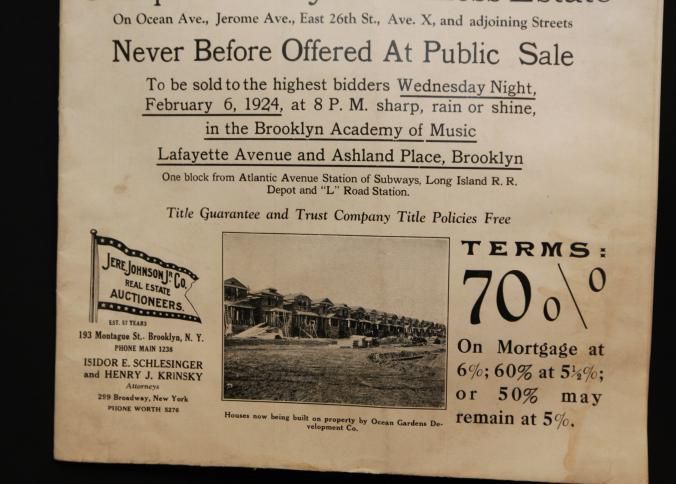 On Ocean Ave., Jerome Ave., East 26th St., Ave. X, and adjoining Streets
Never Before Offered At Public Sale
To be sold to the highest bidders Wednesday Night,
February 6, 1924, at 8 P. M. sharp, rain or shine,
in the Brooklyn Academy of Music
Lafayette Avenue and Ashland Place, Brooklyn
One block from Atlantic Avenue Station of Subways, Long Island R. R.
Depot and "L" Road Station.
Title Guarantee and Trust Company Title Policies Free
JERE JOHNSON JR CO.
REAL ESTATE
AUCTIONEERS.
EST. 57 YEARS
193 Montague St. Brooklyn, N. Y.
PHONE MAIN 1236
ISIDOR E. SCHLESINGER
and HENRY J. KRINSKY
Attorneys
299 Broadway, New York
PHONE WORTH 5276
Houses now being built on property by Ocean Gardens De-
velopment Co.
TERMS:
70%
On Mortgage at
6%; 60% at 5½%;
or 50% may
remain at 5%.